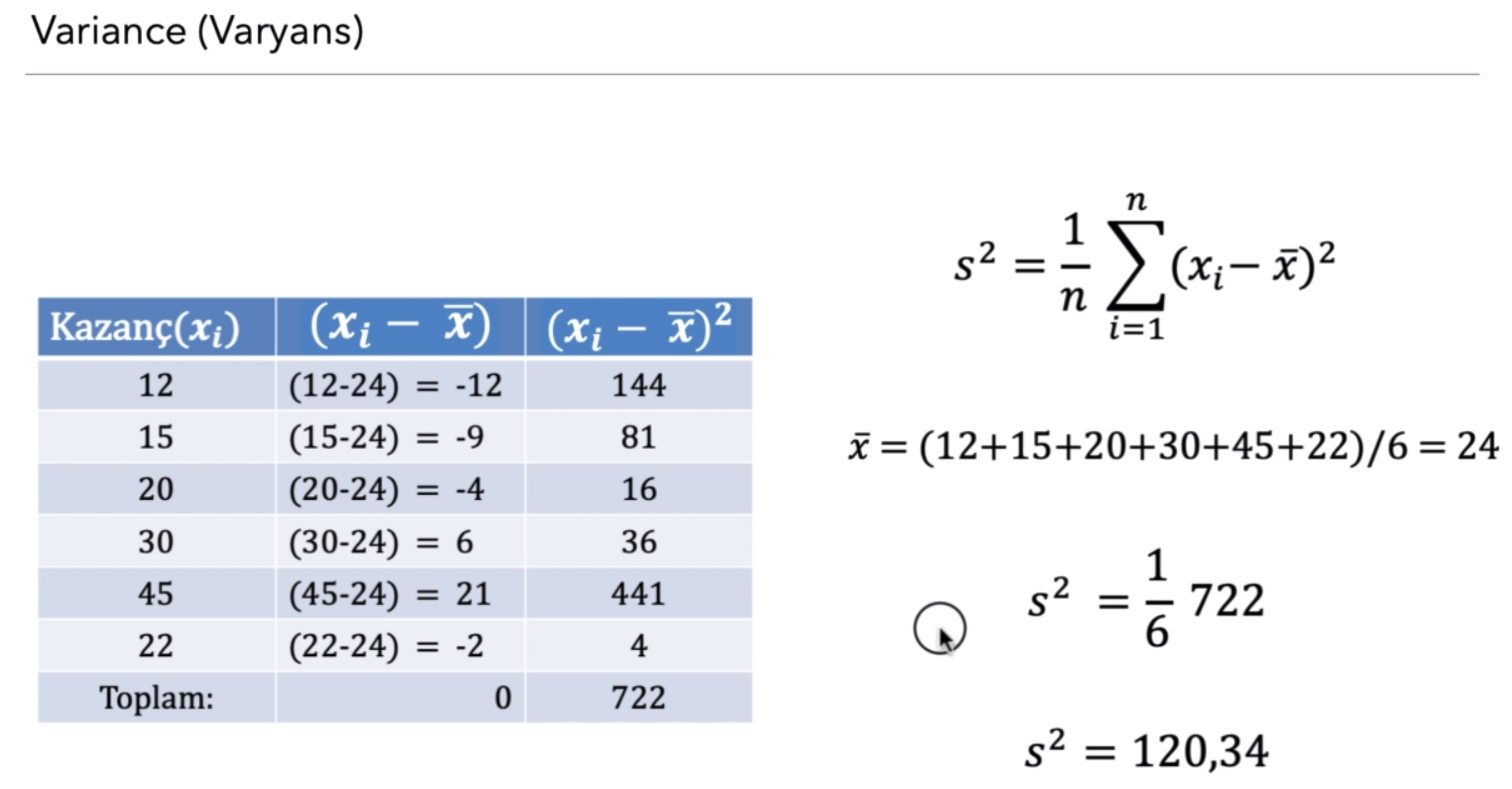 Variance (Varyans)
s² = 1/n ∑ⁿᵢ₌₁ (xᵢ− x̄)²
Kazanç(xᵢ) (xᵢ − x̄) (xᵢ − x̄)²
12 (12-24) = -12 144
15 (15-24) = -9 81
20 (20-24) = -4 16
30 (30-24) = 6 36
45 (45-24) = 21 441
22 (22-24) = -2 4
Toplam: 0 722
x̄ = (12+15+20+30+45+22)/6 = 24
s² = 1/6 722
s² = 120,34